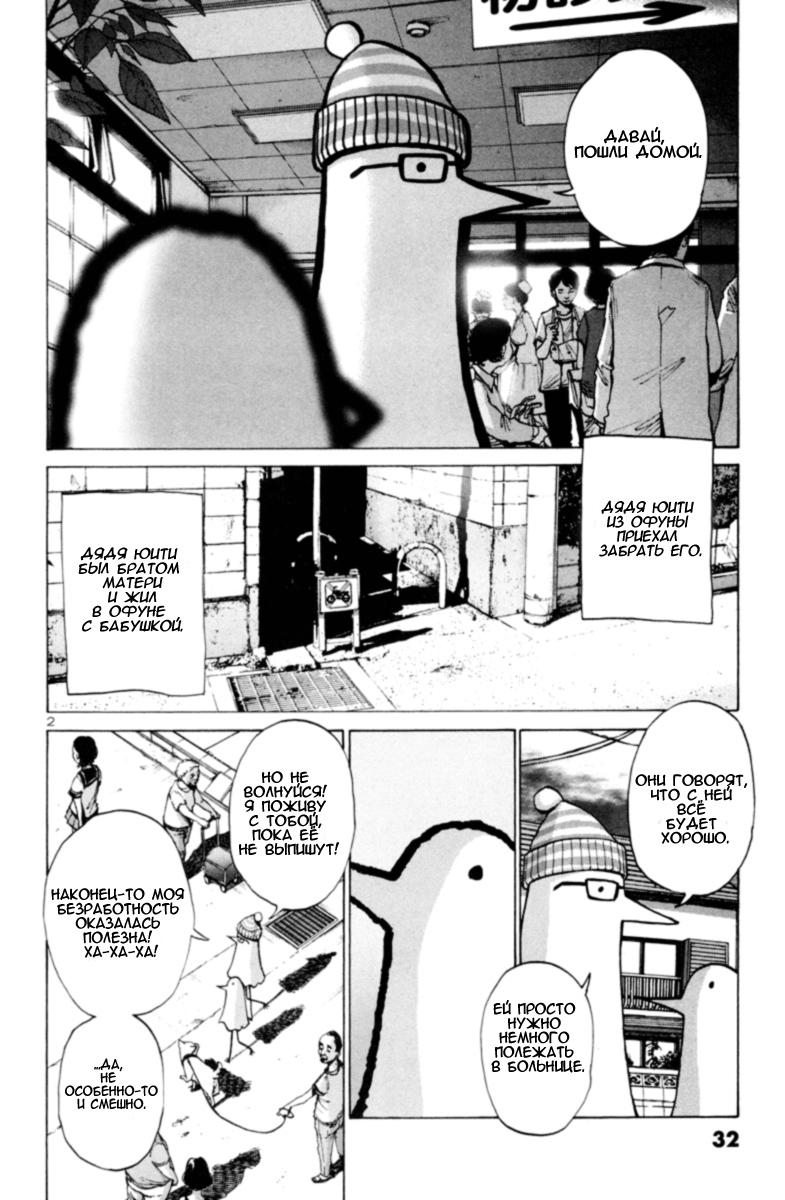 ДАВАЙ,
ПОШЛИ ДОМОЙ.
ДЯДЯ ЮИТИ
ИЗ ОФУНЫ
ПРИЕХАЛ
ЗАБРАТЬ ЕГО.
ДЯДЯ ЮИТИ
БЫЛ БРАТОМ
МАТЕРИ
И ЖИЛ
В ОФУНЕ
С БАБУШКОЙ.
2
ОНИ ГОВОРЯТ,
ЧТО С НЕЙ
ВСЁ
БУДЕТ
ХОРОШО.
ЕЙ ПРОСТО
НУЖНО
НЕМНОГО
ПОЛЕЖАТЬ
В БОЛЬНИЦЕ.
НО НЕ
ВОЛНУЙСЯ!
Я ПОЖИВУ
С ТОБОЙ,
ПОКА ЕЁ
НЕ ВЫПИШУТ!
НАКОНЕЦ-ТО МОЯ
БЕЗРАБОТНОСТЬ
ОКАЗАЛАСЬ
ПОЛЕЗНА!
ХА-ХА-ХА!
...ДА,
НЕ
ОСОБЕННО-ТО
И СМЕШНО.
32